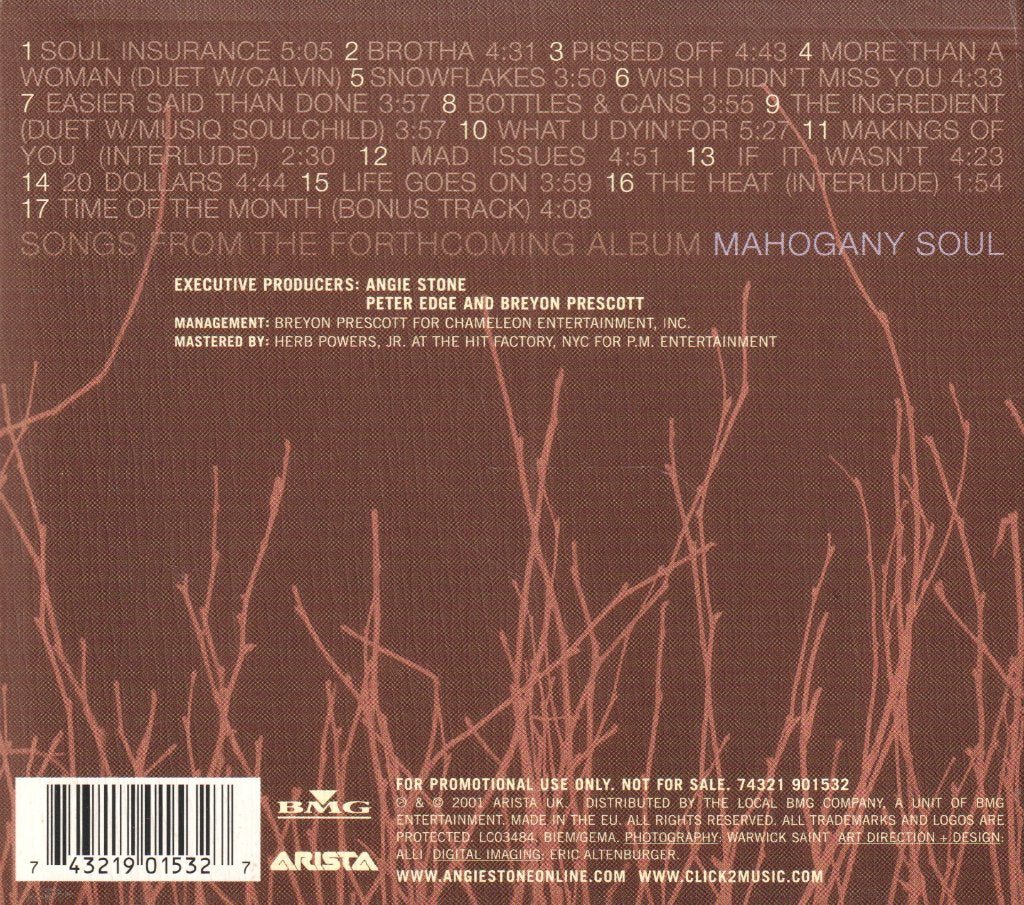 1 SOUL INSURANCE 5:05 2 BROTHA 4:31 3 PISSED OFF 4:43 4 MORE THAN A
WOMAN (DUET W/CALVIN) 5 SNOWFLAKES 3:50 6 WISH I DIDN'T MISS YOU 4:33
7 EASIER SAID THAN DONE 3:57 8 BOTTLES & CANS 3:55 9 THE INGREDIENT
(DUET W/MUSIQ SOULCHILD) 3:57 10 WHAT U DYIN'FOR 5:27 11 MAKINGS OF
YOU (INTERLUDE) 2:30 12 MAD ISSUES 4:51 13 IF IT WASN'T 4:23
14 20 DOLLARS 4:44 15 LIFE GOES ON 3:59 16 THE HEAT (INTERLUDE) 1:54
17 TIME OF THE MONTH (BONUS TRACK) 4:08
SONGS FROM THE FORTHCOMING ALBUM MAHOGANY SOUL
EXECUTIVE PRODUCERS: ANGIE STONE
PETER EDGE AND BREYON PRESCOTT
MANAGEMENT: BREYON PRESCOTT FOR CHAMELEON ENTERTAINMENT, INC.
MASTERED BY: HERB POWERS, JR. AT THE HIT FACTORY, NYC FOR P.M. ENTERTAINMENT
7 43219 01532 7
BMG
ARISTA
FOR PROMOTIONAL USE ONLY. NOT FOR SALE. 74321 901532
℗ & © 2001 ARISTA UK. DISTRIBUTED BY THE LOCAL BMG COMPANY, A UNIT OF BMG
ENTERTAINMENT. MADE IN THE EU. ALL RIGHTS RESERVED. ALL TRADEMARKS AND LOGOS ARE
PROTECTED. LC03484, BIEM/GEMA. PHOTOGRAPHY: WARWICK SAINT ART DIRECTION + DESIGN:
ALLI DIGITAL IMAGING: ERIC ALTENBURGER.
WWW.ANGIESTONEONLINE.COM WWW.CLICK2MUSIC.COM